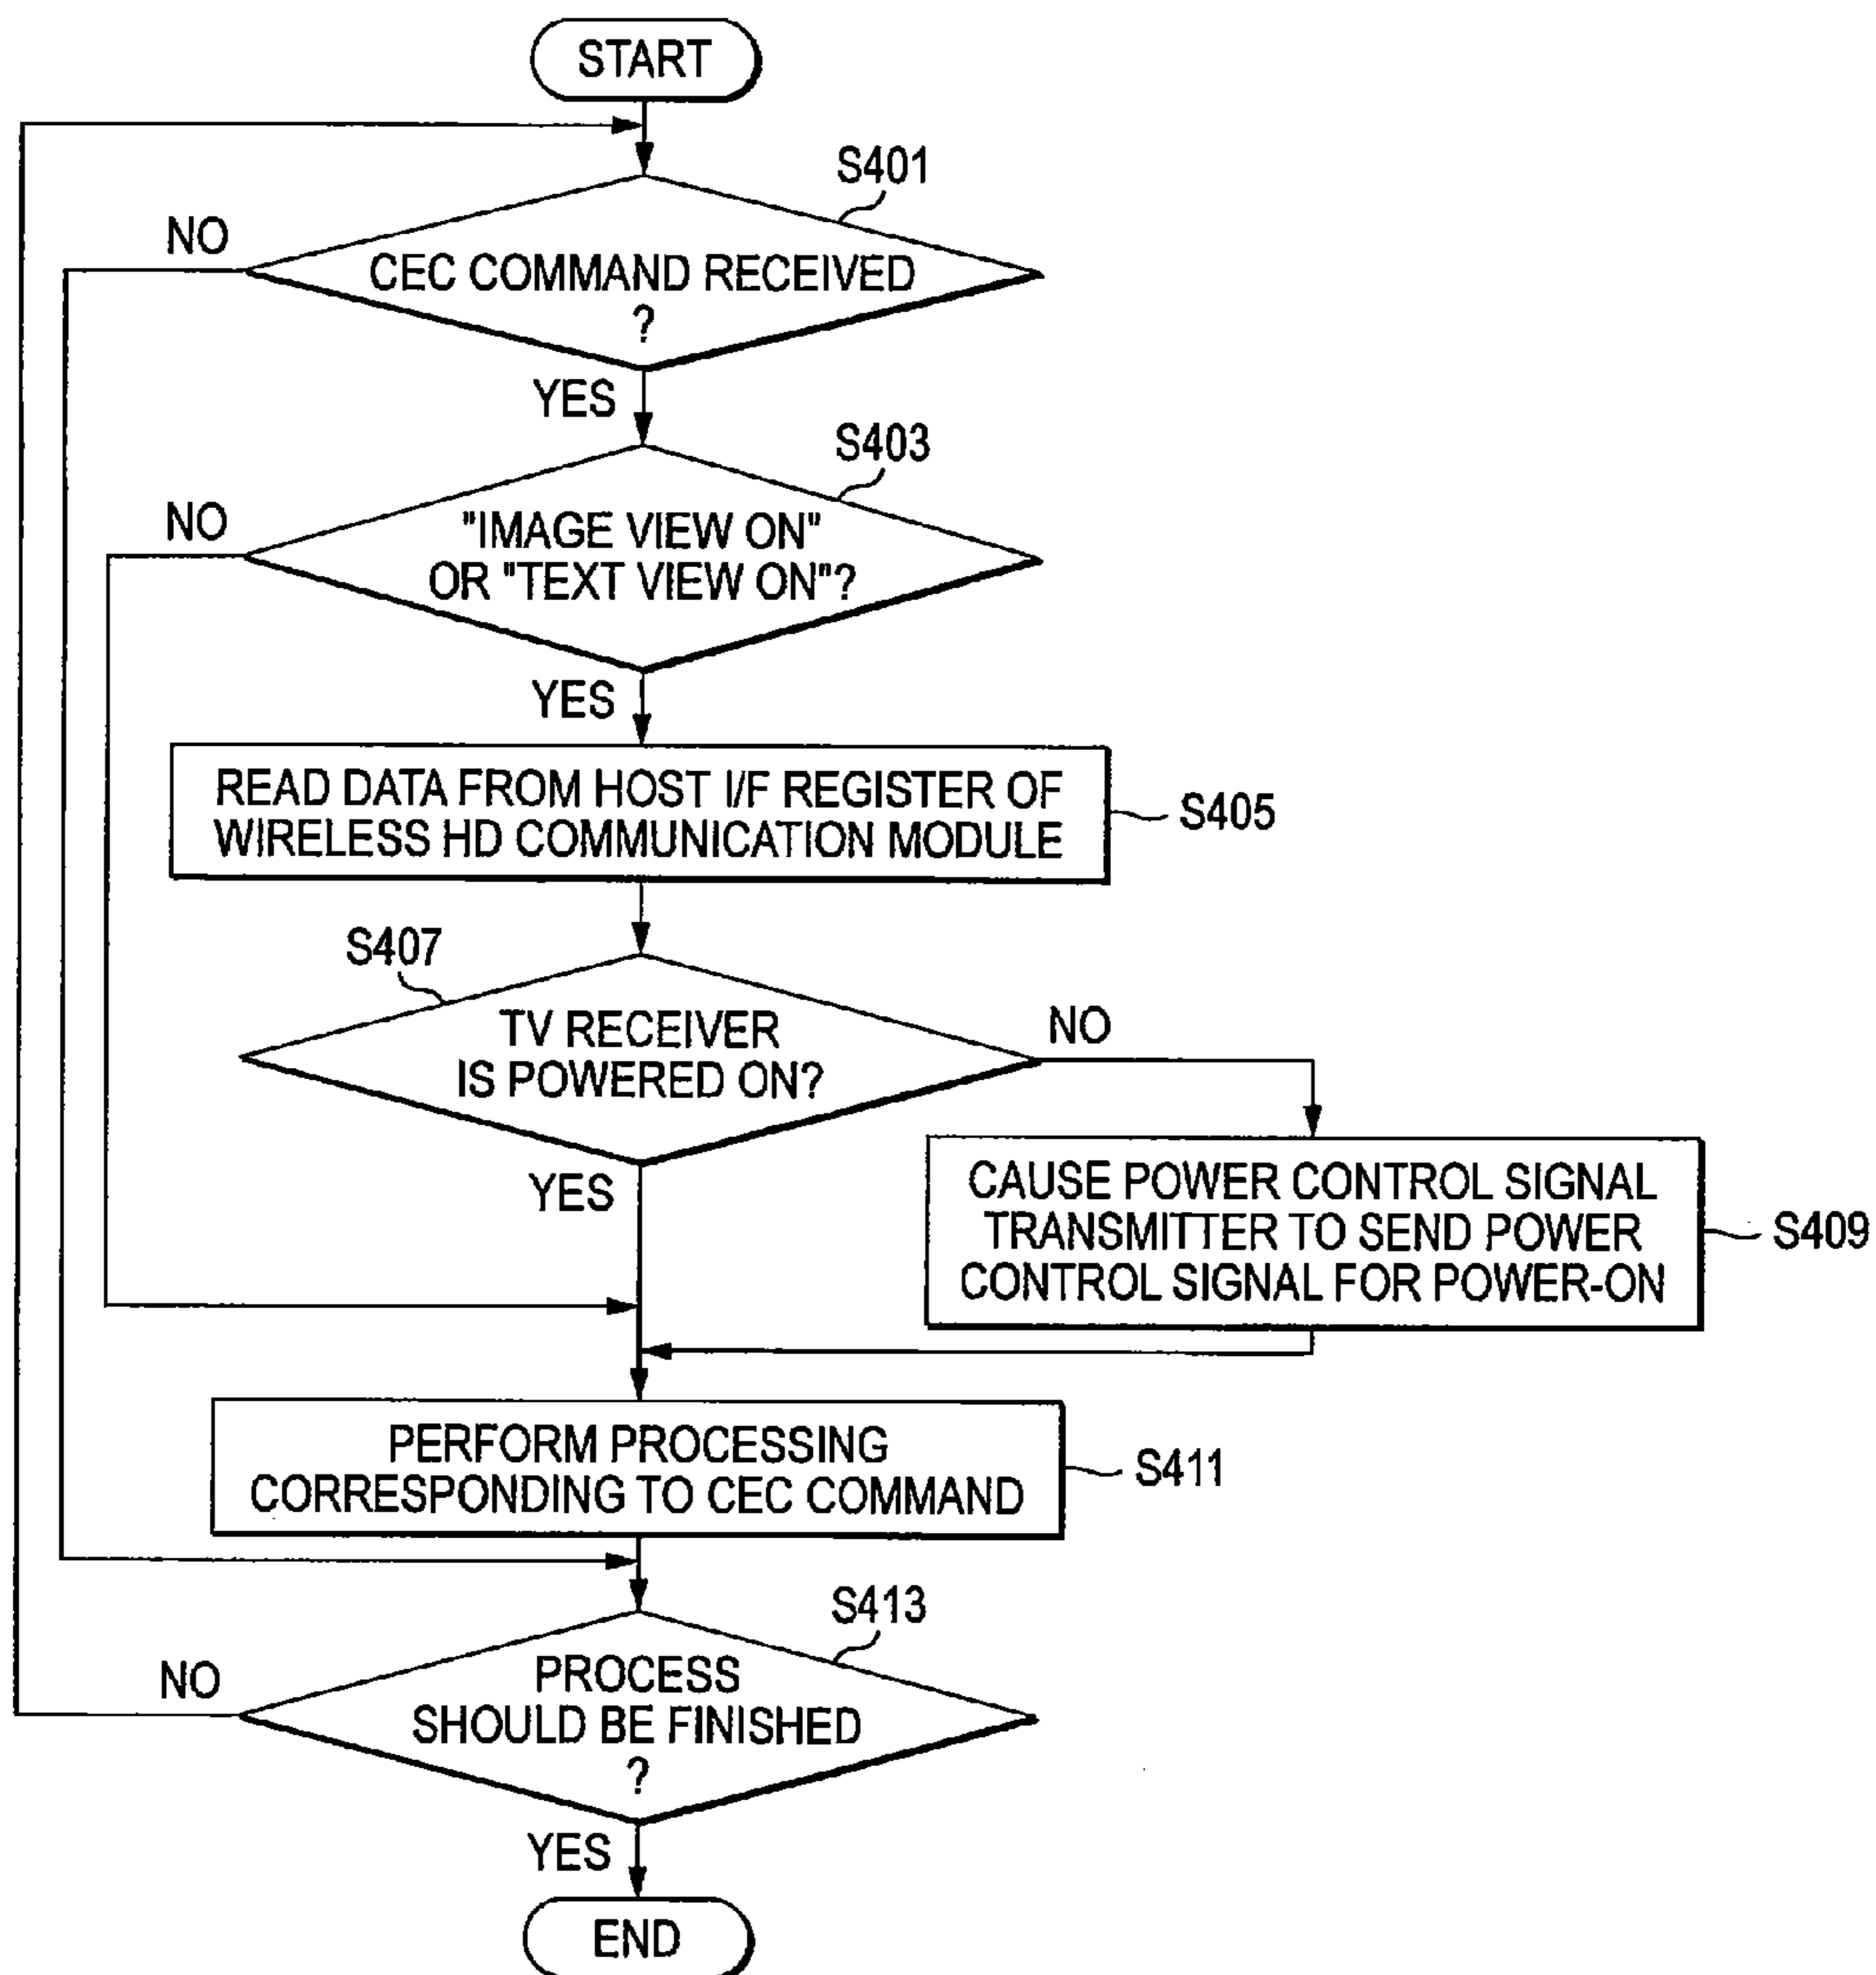 START
S401
NO
CEC COMMAND RECEIVED
?
YES
S403
NO
"IMAGE VIEW ON"
OR "TEXT VIEW ON"?
YES
READ DATA FROM HOST I/F REGISTER OF
WIRELESS HD COMMUNICATION MODULE
S405
S407
TV RECEIVER
IS POWERED ON?
NO
YES
CAUSE POWER CONTROL SIGNAL
TRANSMITTER TO SEND POWER
CONTROL SIGNAL FOR POWER-ON
S409
PERFORM PROCESSING
CORRESPONDING TO CEC COMMAND
S411
S413
NO
PROCESS
SHOULD BE FINISHED
?
YES
END